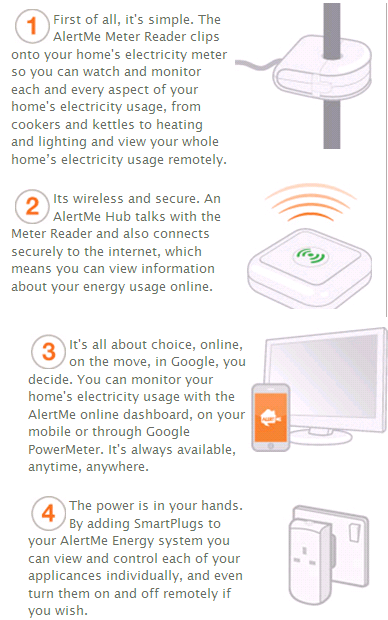 1 First of all, it's simple. The
AlertMe Meter Reader clips
onto your home's electricity meter
so you can watch and monitor
each and every aspect of your
home's electricity usage, from
cookers and kettles to heating
and lighting and view your whole
home's electricity usage remotely.
2 Its wireless and secure. An
AlertMe Hub talks with the
Meter Reader and also connects
securely to the internet, which
means you can view information
about your energy usage online.
3 It's all about choice, online,
on the move, in Google, you
decide. You can monitor your
home's electricity usage with the
AlertMe online dashboard, on your
mobile or through Google
PowerMeter. It's always available,
anytime, anywhere.
ALERTME
4 The power is in your hands.
By adding SmartPlugs to
your AlertMe Energy system you
can view and control each of your
applicances individually, and even
turn them on and off remotely if
you wish.